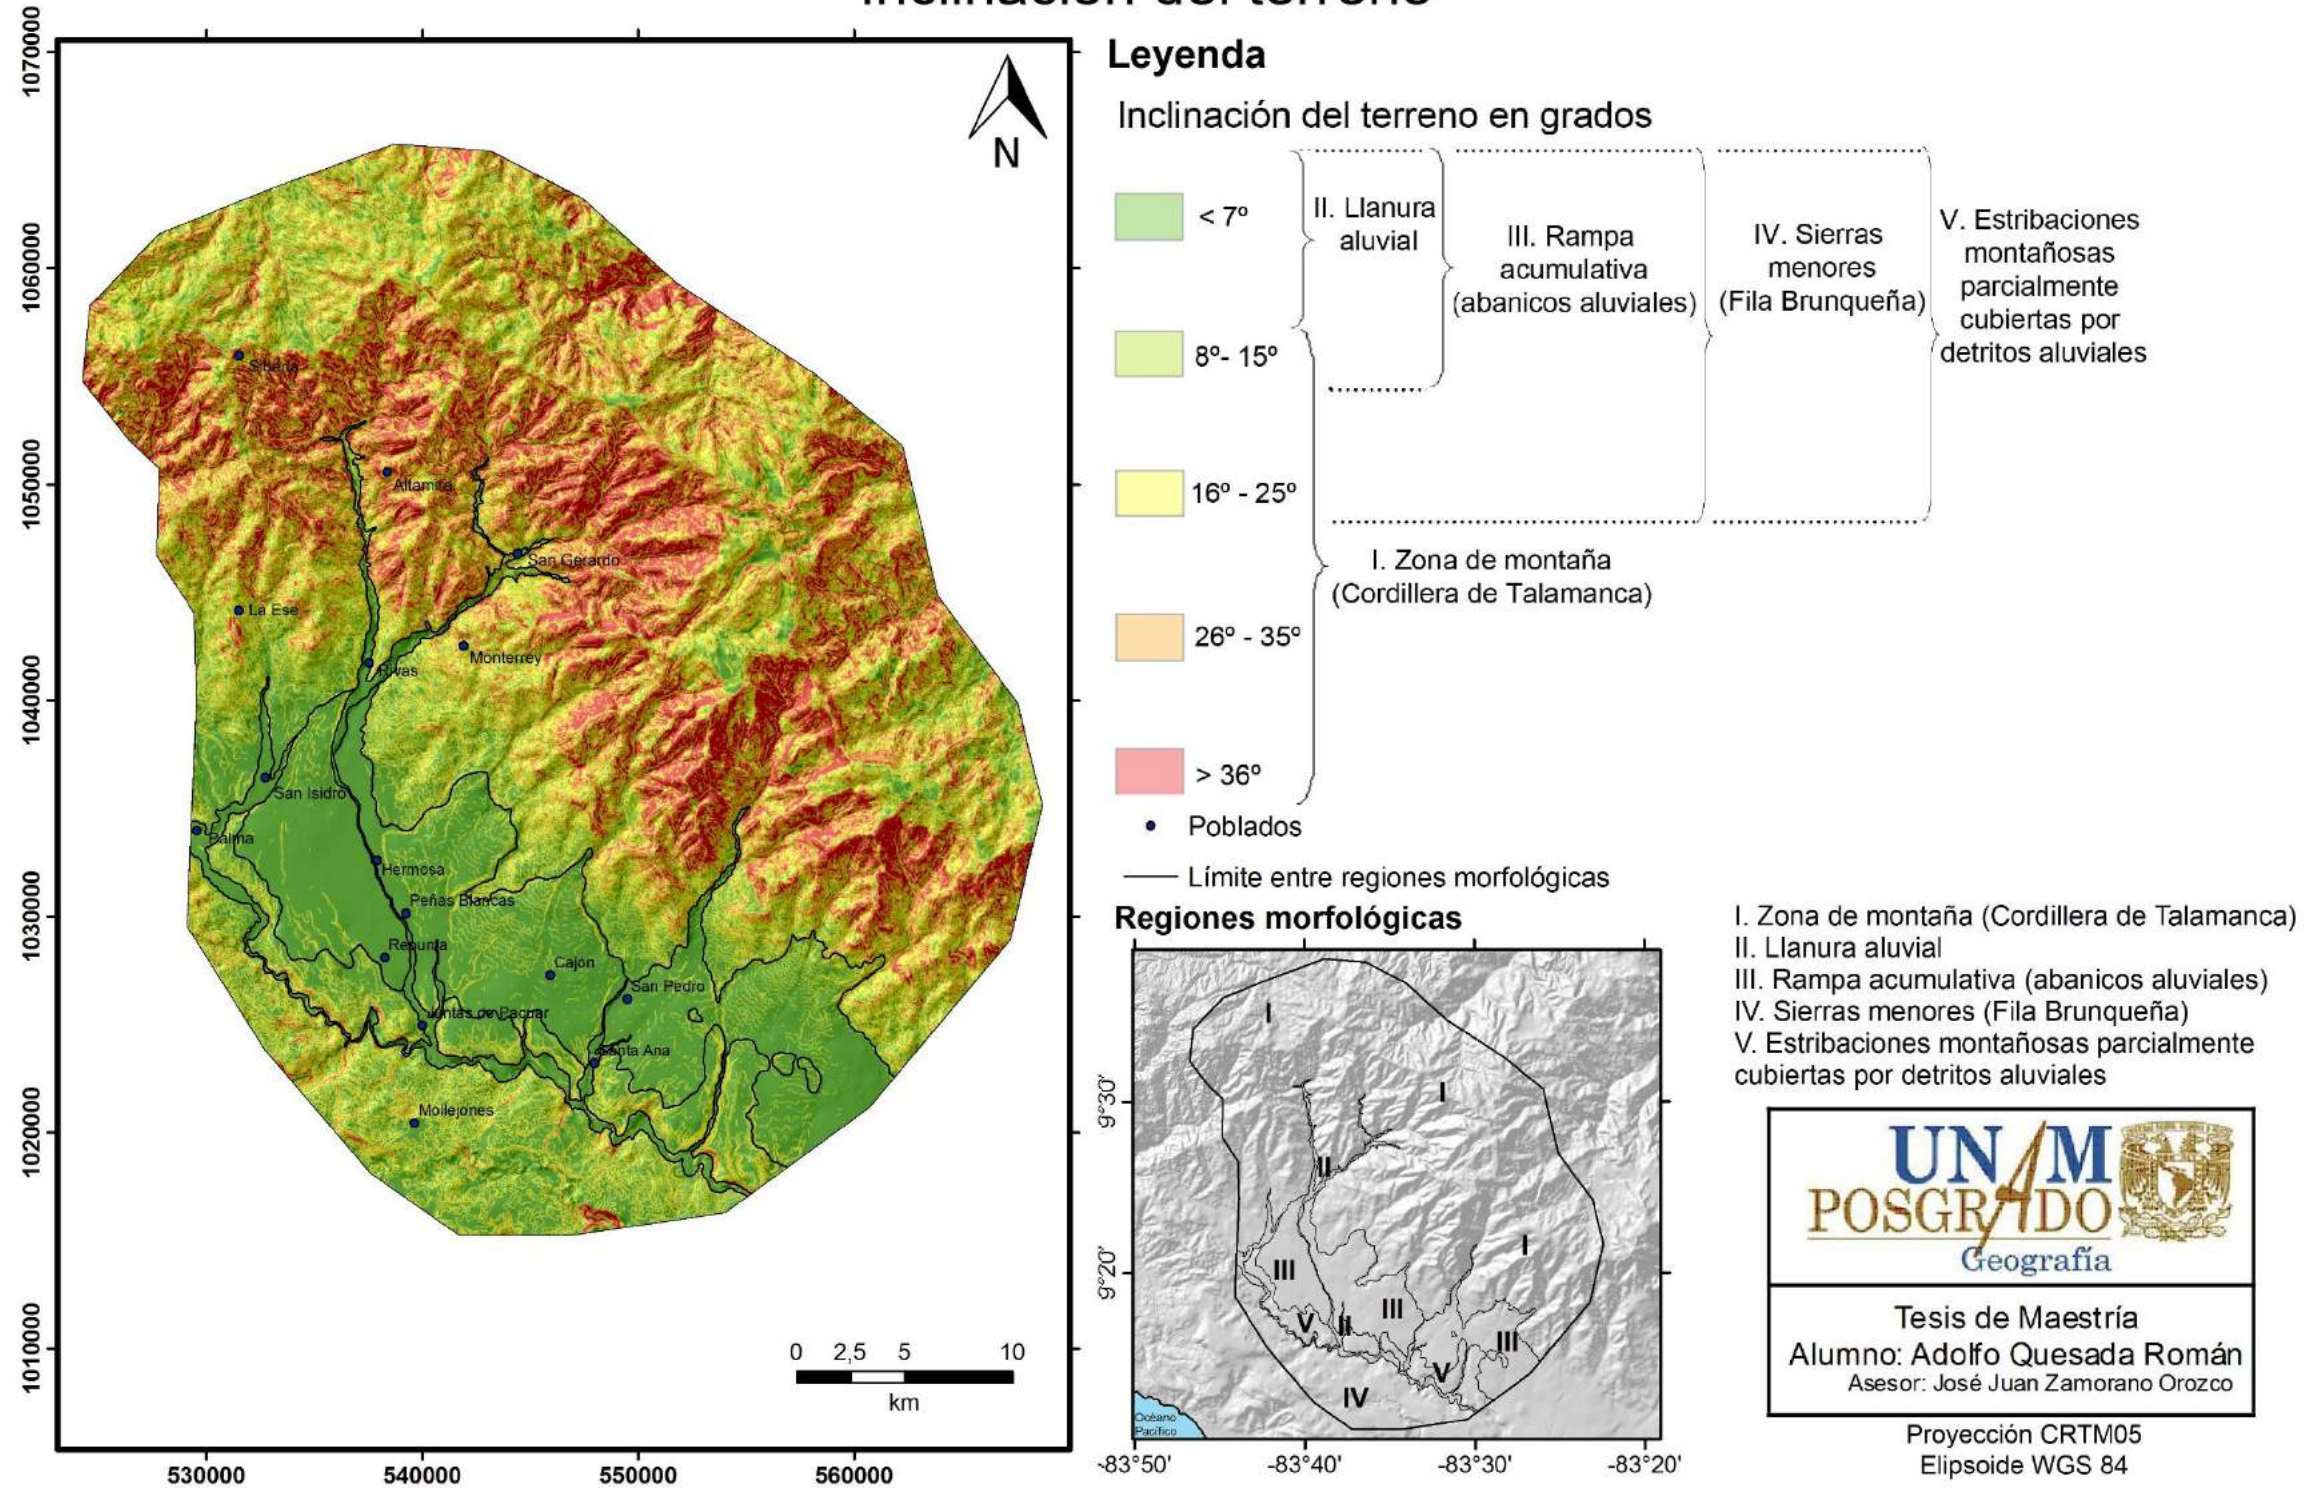 Inclinación del terreno
1070000
1060000
1050000
1040000
1030000
1020000
1010000
530000
540000
550000
560000
N
Siberia
Altamira
San Gerardo
La Ese
Monterrey
Rivas
San Isidro
Palma
Hermosa
Peñas Blancas
Repunta
Cajón
San Pedro
Juntas de Pacuar
Santa Ana
Mollejones
0 2,5 5 10
km
Leyenda
Inclinación del terreno en grados
< 7º
8º- 15º
16º - 25º
26º - 35º
> 36º
II. Llanura
aluvial
III. Rampa
acumulativa
(abanicos aluviales)
IV. Sierras
menores
(Fila Brunqueña)
V. Estribaciones
montañosas
parcialmente
cubiertas por
detritos aluviales
I. Zona de montaña
(Cordillera de Talamanca)
Poblados
Límite entre regiones morfológicas
Regiones morfológicas
9°30'
9°20'
I
I
II
I
III
III
V
II
III
V
IV
Océano
Pacífico
-83°50'
-83°40'
-83°30'
-83°20'
I. Zona de montaña (Cordillera de Talamanca)
II. Llanura aluvial
III. Rampa acumulativa (abanicos aluviales)
IV. Sierras menores (Fila Brunqueña)
V. Estribaciones montañosas parcialmente
cubiertas por detritos aluviales
UNAM
POSGRADO
Geografía
Tesis de Maestría
Alumno: Adolfo Quesada Román
Asesor: José Juan Zamorano Orozco
Proyección CRTM05
Elipsoide WGS 84